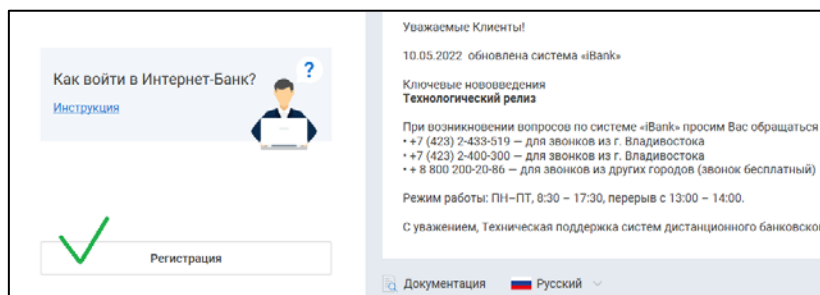 Как войти в Интернет-Банк?
?
Инструкция
Регистрация
Уважаемые Клиенты!
10.05.2022 обновлена система «iBank»
Ключевые нововведения
Технологический релиз
При возникновении вопросов по системе «iBank» просим Вас обращаться
• +7 (423) 2-433-519 — для звонков из г. Владивостока
• +7 (423) 2-400-300 — для звонков из г. Владивостока
• + 8 800 200-20-86 — для звонков из других городов (звонок бесплатный)
Режим работы: ПН–ПТ, 8:30 – 17:30, перерыв с 13:00 – 14:00.
С уважением, Техническая поддержка систем дистанционного
Документация
Русский